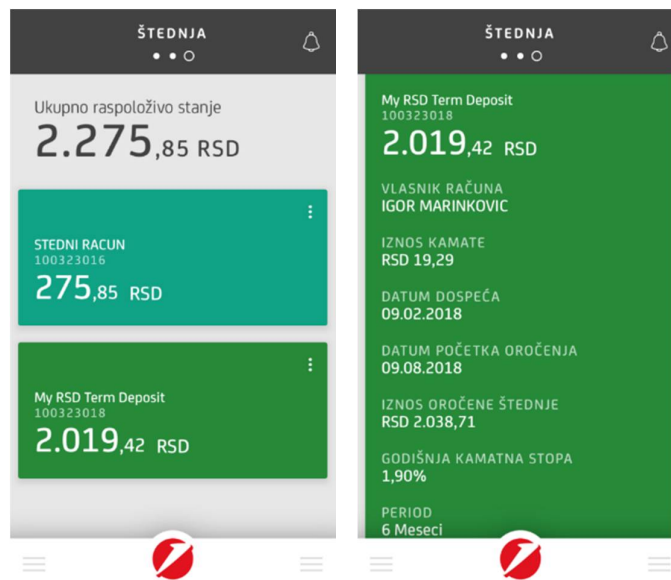 ŠTEDNJA
Ukupno raspoloživo stanje
2.275,85 RSD
STEDNI RACUN
100323016
275,85 RSD
My RSD Term Deposit
100323018
2.019,42 RSD
ŠTEDNJA
My RSD Term Deposit
100323018
2.019,42 RSD
VLASNIK RAČUNA
IGOR MARINKOVIC
IZNOS KAMATE
RSD 19,29
DATUM DOSPEĆA
09.02.2018
DATUM POČETKA OROČENJA
09.08.2018
IZNOS OROČENE ŠTEDNJE
RSD 2.038,71
GODIŠNJA KAMATNA STOPA
1,90%
PERIOD
6 Meseci